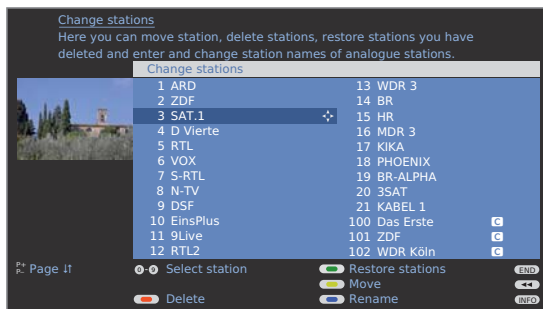 Change stations
Here you can move station, delete stations, restore stations you have
deleted and enter and change station names of analogue stations.
Change stations
1 ARD
2 ZDF
3 SAT.1
4 D Vierte
5 RTL
6 VOX
7 S-RTL
8 N-TV
9 DSF
10 EinsPlus
11 9Live
12 RTL2
13 WDR 3
14 BR
15 HR
16 MDR 3
17 KIKA
18 PHOENIX
19 BR-ALPHA
20 3SAT
21 KABEL 1
100 Das Erste C
101 ZDF C
102 WDR Köln C
P+
P-
Page
0-9 Select station
Restore stations
END
Move
Delete
Rename
INFO